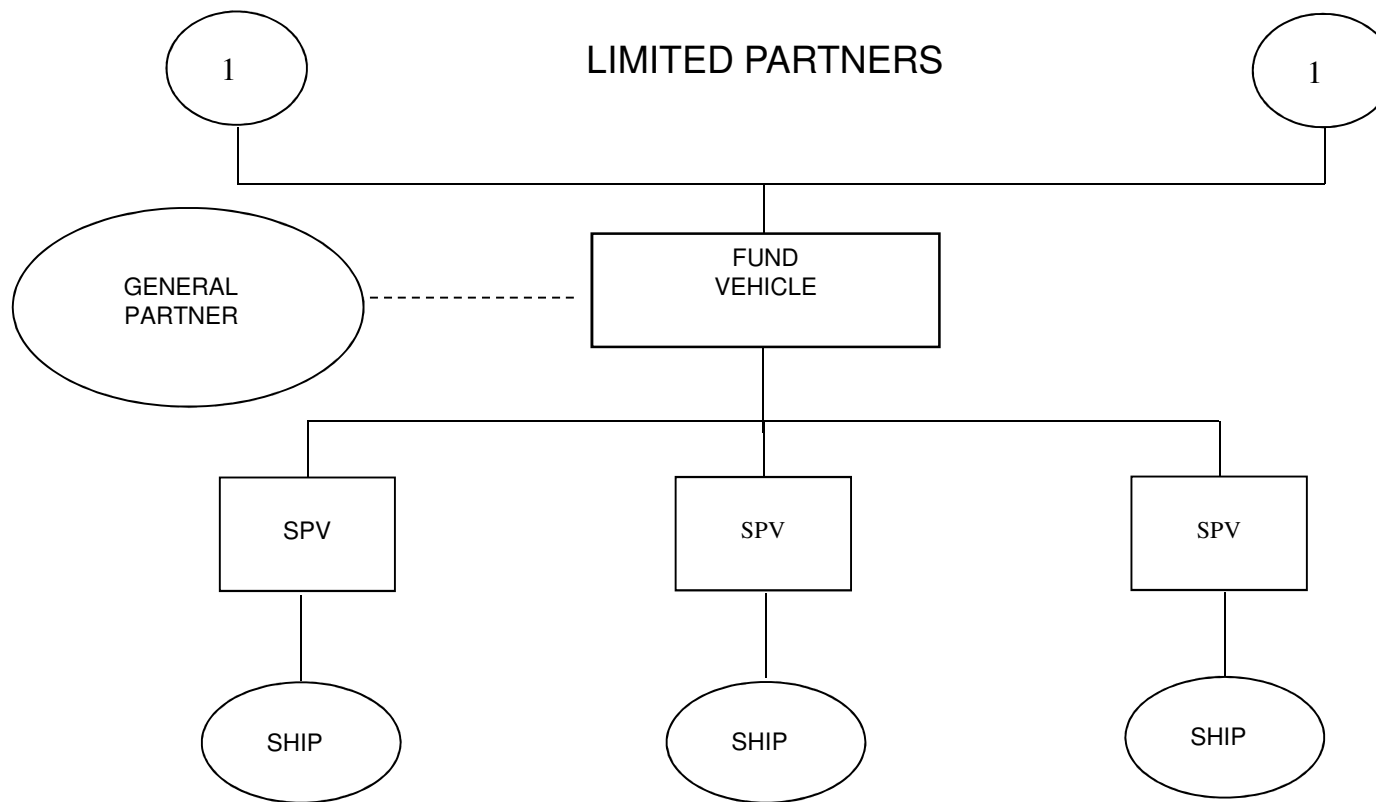 1
LIMITED PARTNERS
1
GENERAL
PARTNER
FUND
VEHICLE
SPV
SPV
SPV
SHIP
SHIP
SHIP